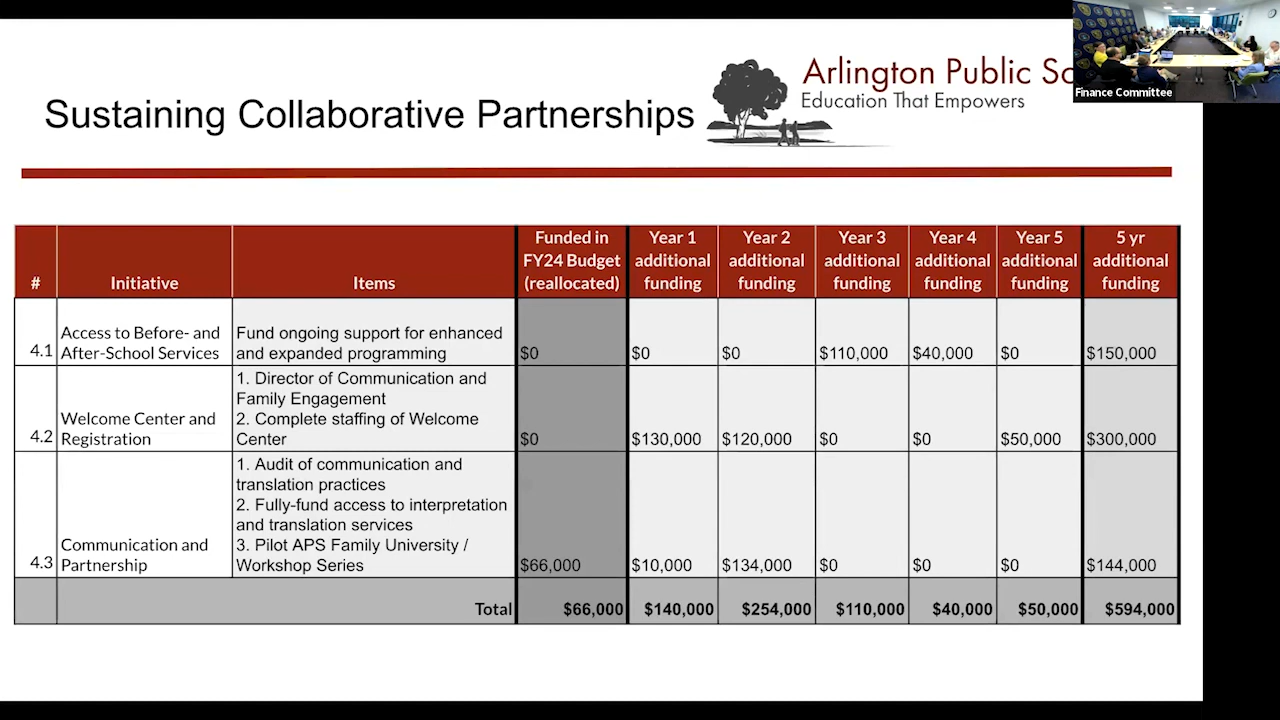 Sustaining Collaborative Partnerships
Arlington Public Sc
Education That Empowers
Finance Committee
# Initiative Items Funded in FY24 Budget (reallocated) Year 1 additional funding Year 2 additional funding Year 3 additional funding Year 4 additional funding Year 5 additional funding 5 yr additional funding
4.1 Access to Before- and After-School Services Fund ongoing support for enhanced and expanded programming $0 $0 $0 $110,000 $40,000 $0 $150,000
4.2 Welcome Center and Registration 1. Director of Communication and Family Engagement 2. Complete staffing of Welcome Center $0 $130,000 $120,000 $0 $0 $50,000 $300,000
4.3 Communication and Partnership 1. Audit of communication and translation practices 2. Fully-fund access to interpretation and translation services 3. Pilot APS Family University / Workshop Series $66,000 $10,000 $134,000 $0 $0 $0 $144,000
Total $66,000 $140,000 $254,000 $110,000 $40,000 $50,000 $594,000